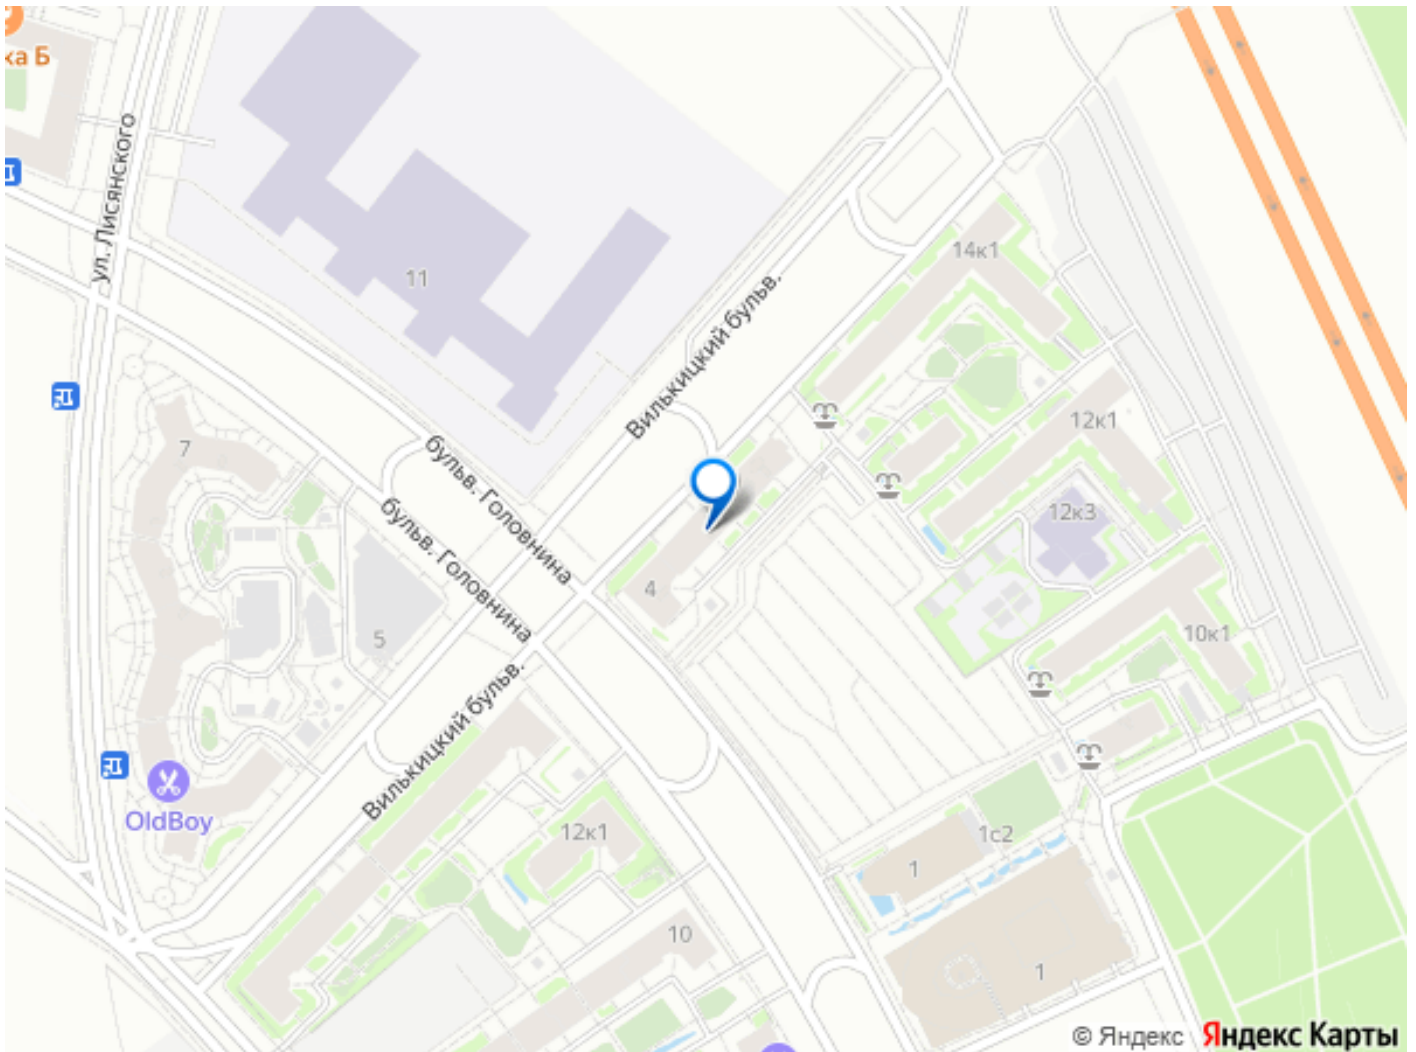 ка Б
ул. Лисянского
11
14к1
Вилькицкий бульв.
12к1
7
бульв. Головнина
бульв. Головнина
12к3
4
5
10к1
Вилькицкий бульв.
OldBoy
12к1
1с2
1
10
1
© Яндекс Яндекс Карты